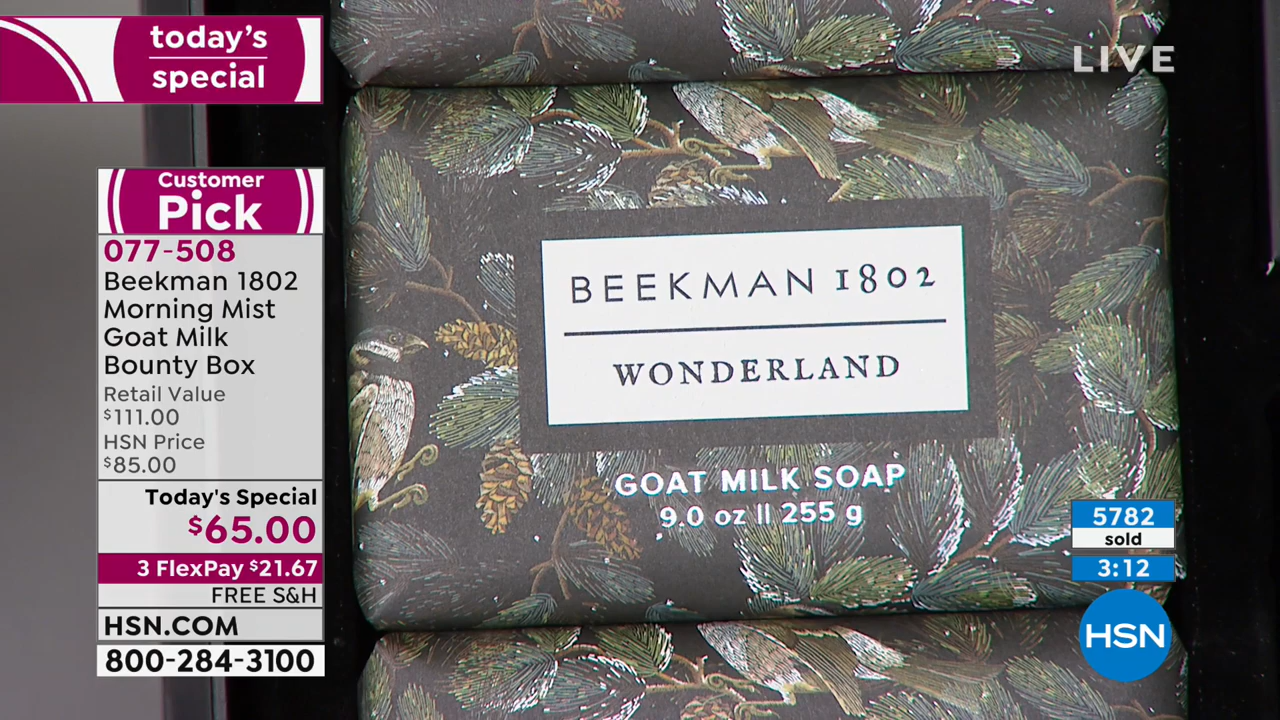 today's
special
LIVE
Customer
Pick
077-508
Beekman 1802
Morning Mist
Goat Milk
Bounty Box
Retail Value
$111.00
HSN Price
$85.00
Today's Special
$65.00
3 FlexPay $21.67
FREE S&H
HSN.COM
800-284-3100
BEEKMAN 1802
WONDERLAND
GOAT MILK SOAP
9.0 oz || 255 g
5782
sold
3:12
HSN